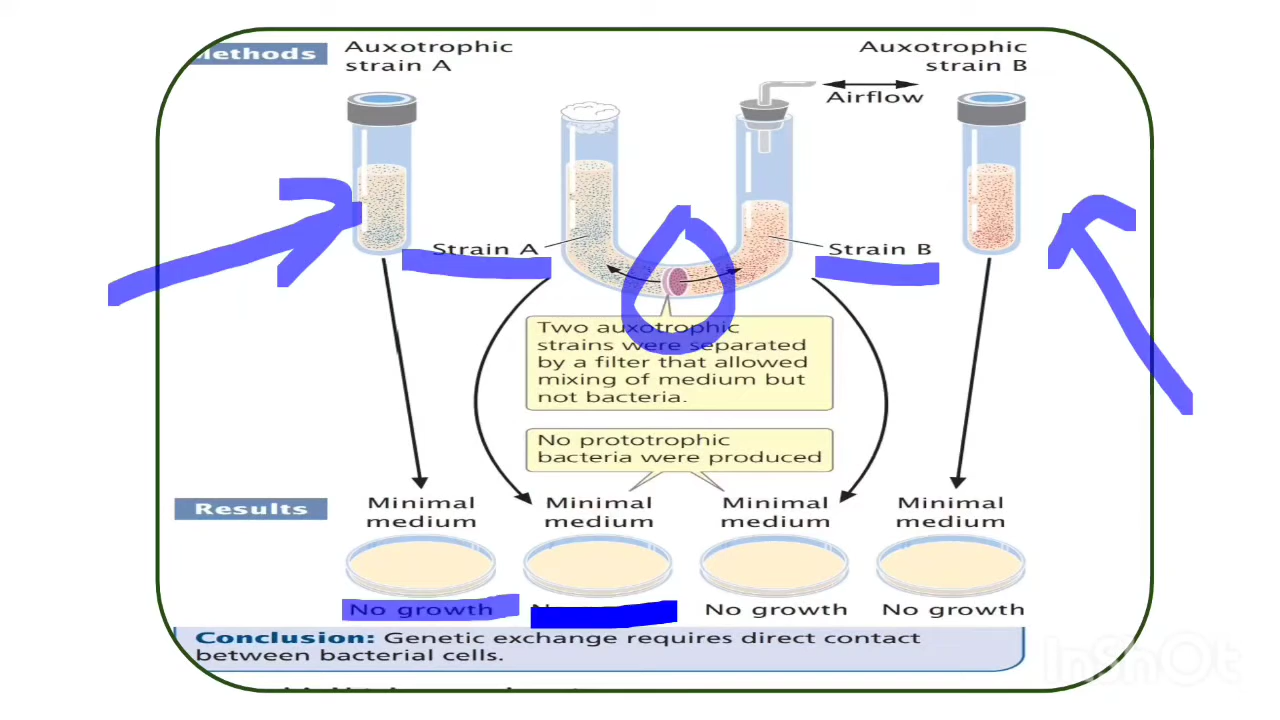 Methods
Auxotrophic
strain A
Auxotrophic
strain B
Airflow
Strain A
Strain B
Two auxotrophic
strains were separated
by a filter that allowed
mixing of medium but
not bacteria.
No prototrophic
bacteria were produced
Results
Minimal
medium
Minimal
medium
Minimal
medium
Minimal
medium
No growth
No growth
No growth
Conclusion: Genetic exchange requires direct contact
between bacterial cells.
InShOt